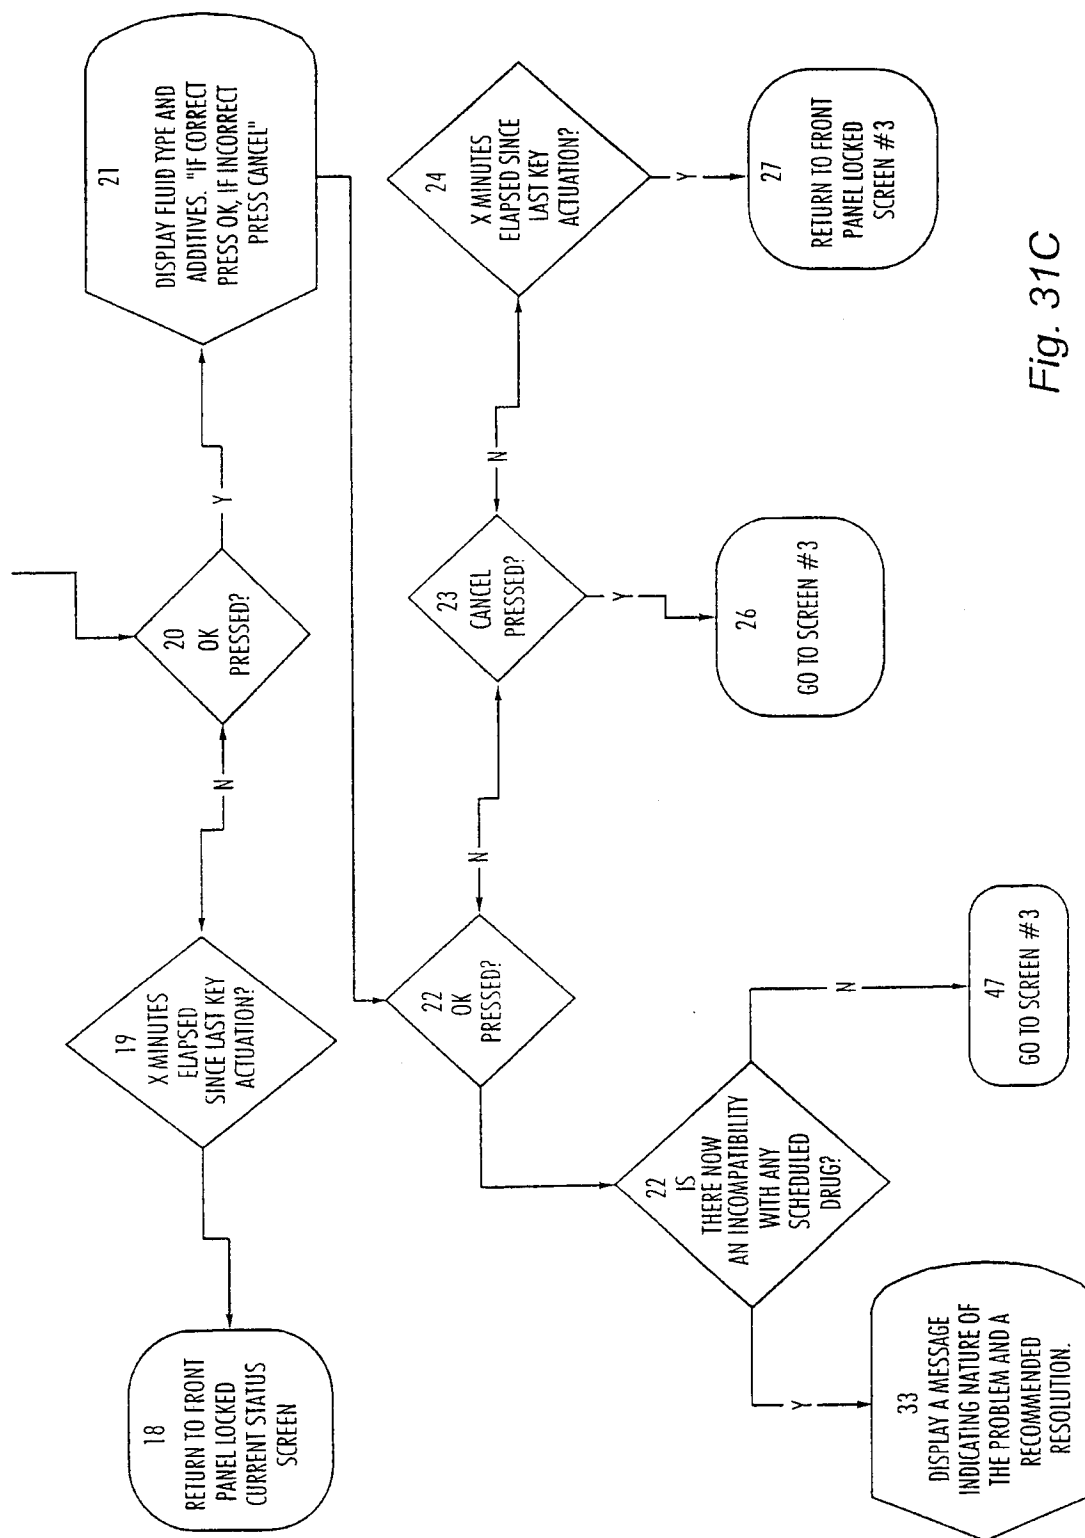 20
OK
PRESSED?
Y
N
21
DISPLAY FLUID TYPE AND
ADDITIVES. "IF CORRECT
PRESS OK, IF INCORRECT
PRESS CANCEL"
19
X MINUTES
ELAPSED
SINCE LAST KEY
ACTUATION?
18
RETURN TO FRONT
PANEL LOCKED
CURRENT STATUS
SCREEN
22
OK
PRESSED?
N
23
CANCEL
PRESSED?
N
Y
24
X MINUTES
ELAPSED SINCE
LAST KEY
ACTUATION?
Y
26
GO TO SCREEN #3
27
RETURN TO FRONT
PANEL LOCKED
SCREEN #3
22
IS
THERE NOW
AN INCOMPATIBILITY
WITH ANY
SCHEDULED
DRUG?
N
Y
47
GO TO SCREEN #3
33
DISPLAY A MESSAGE
INDICATING NATURE OF
THE PROBLEM AND A
RECOMMENDED
RESOLUTION.
Fig. 31C